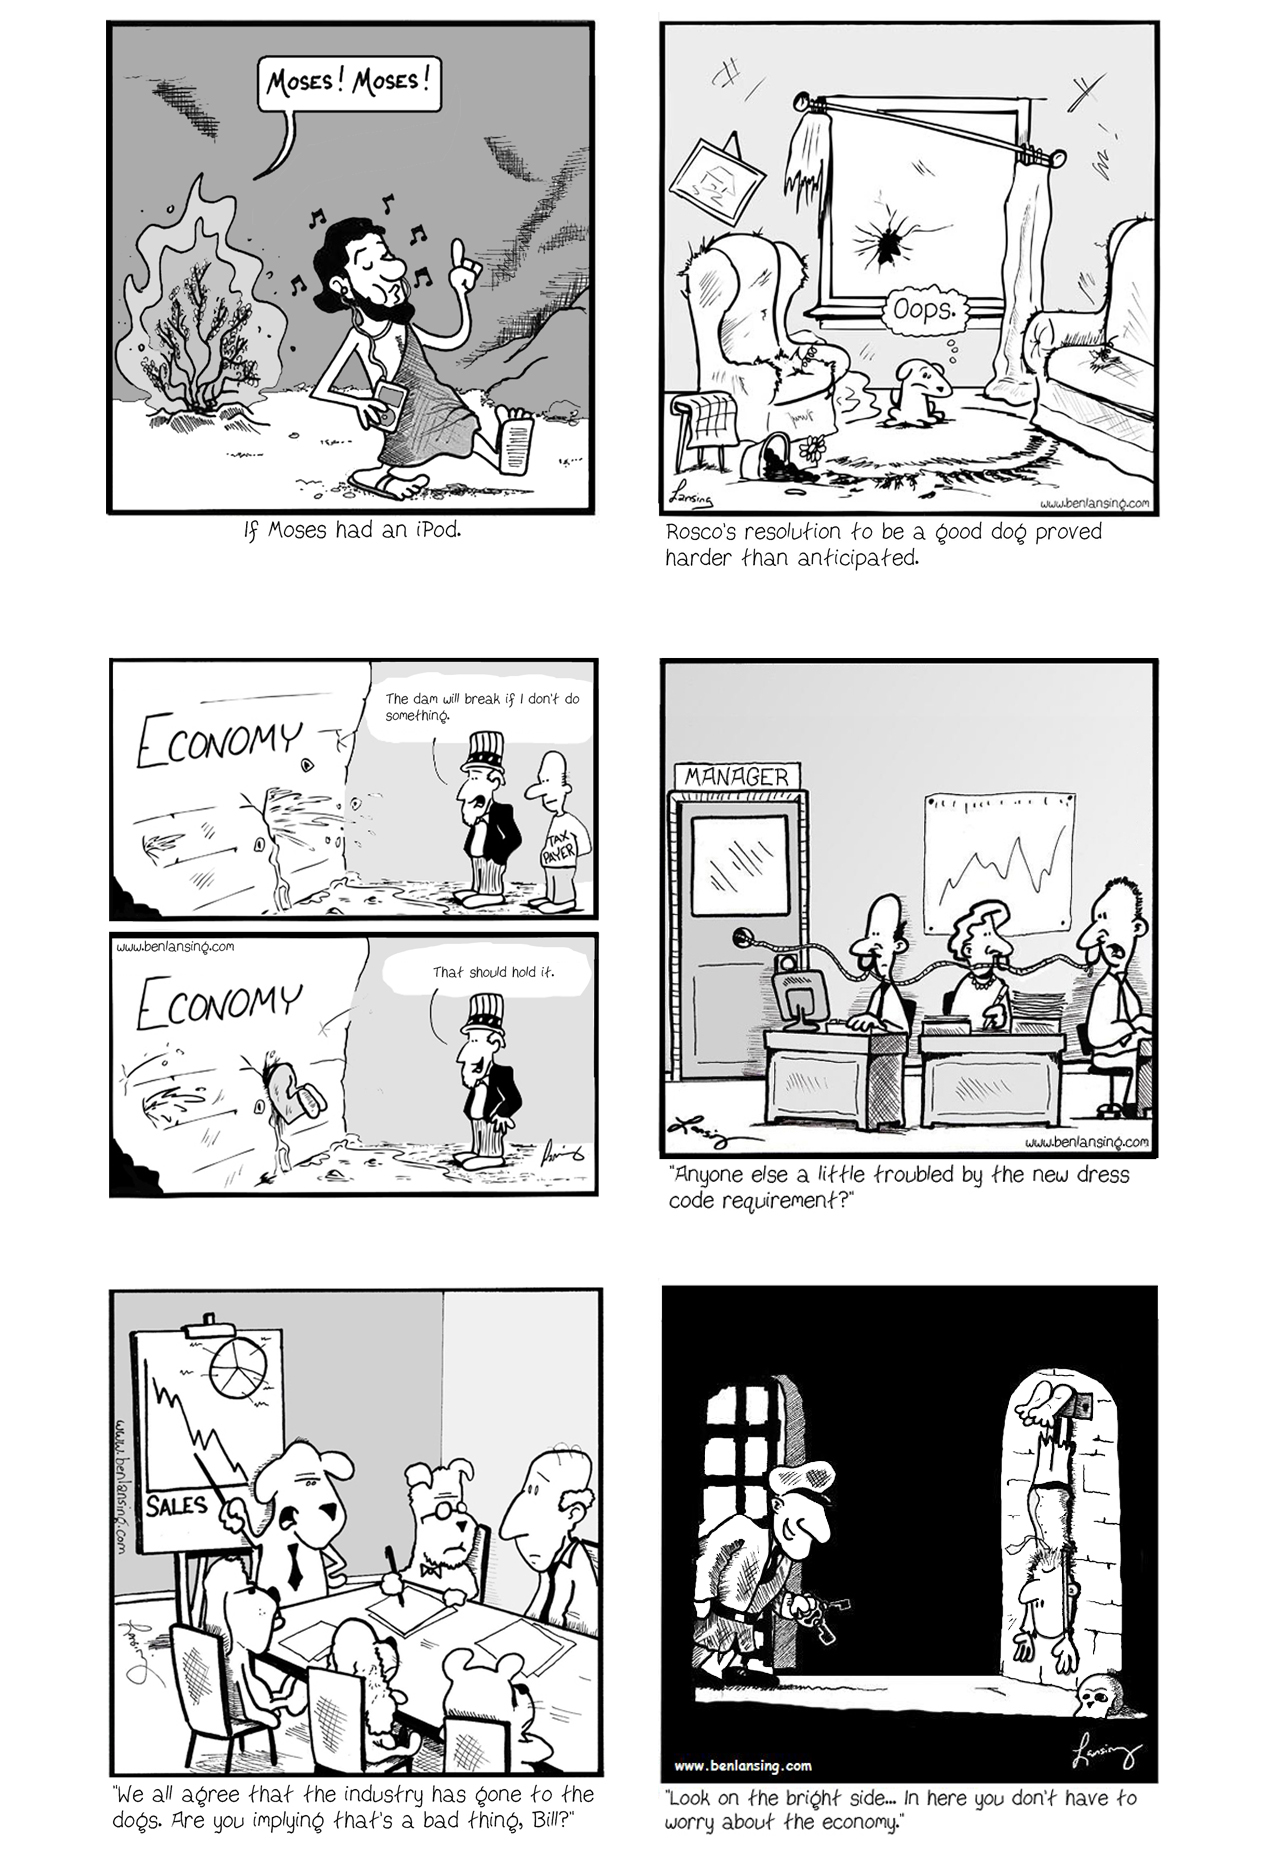 MOSES! MOSES!
If Moses had an iPod.
Oops.
Lansing
www.benlansing.com
Rosco's resolution to be a good dog proved
harder than anticipated.
ECONOMY
The dam will break if I don't do
something.
TAX
PAYER
www.benlansing.com
ECONOMY
That should hold it.
Lansing
MANAGER
Lansing
www.benlansing.com
"Anyone else a little troubled by the new dress
code requirement?"
SALES
www.benlansing.com
Lansing
"We all agree that the industry has gone to the
dogs. Are you implying that's a bad thing, Bill?"
www.benlansing.com
Lansing
"Look on the bright side... In here you don't have to
worry about the economy."